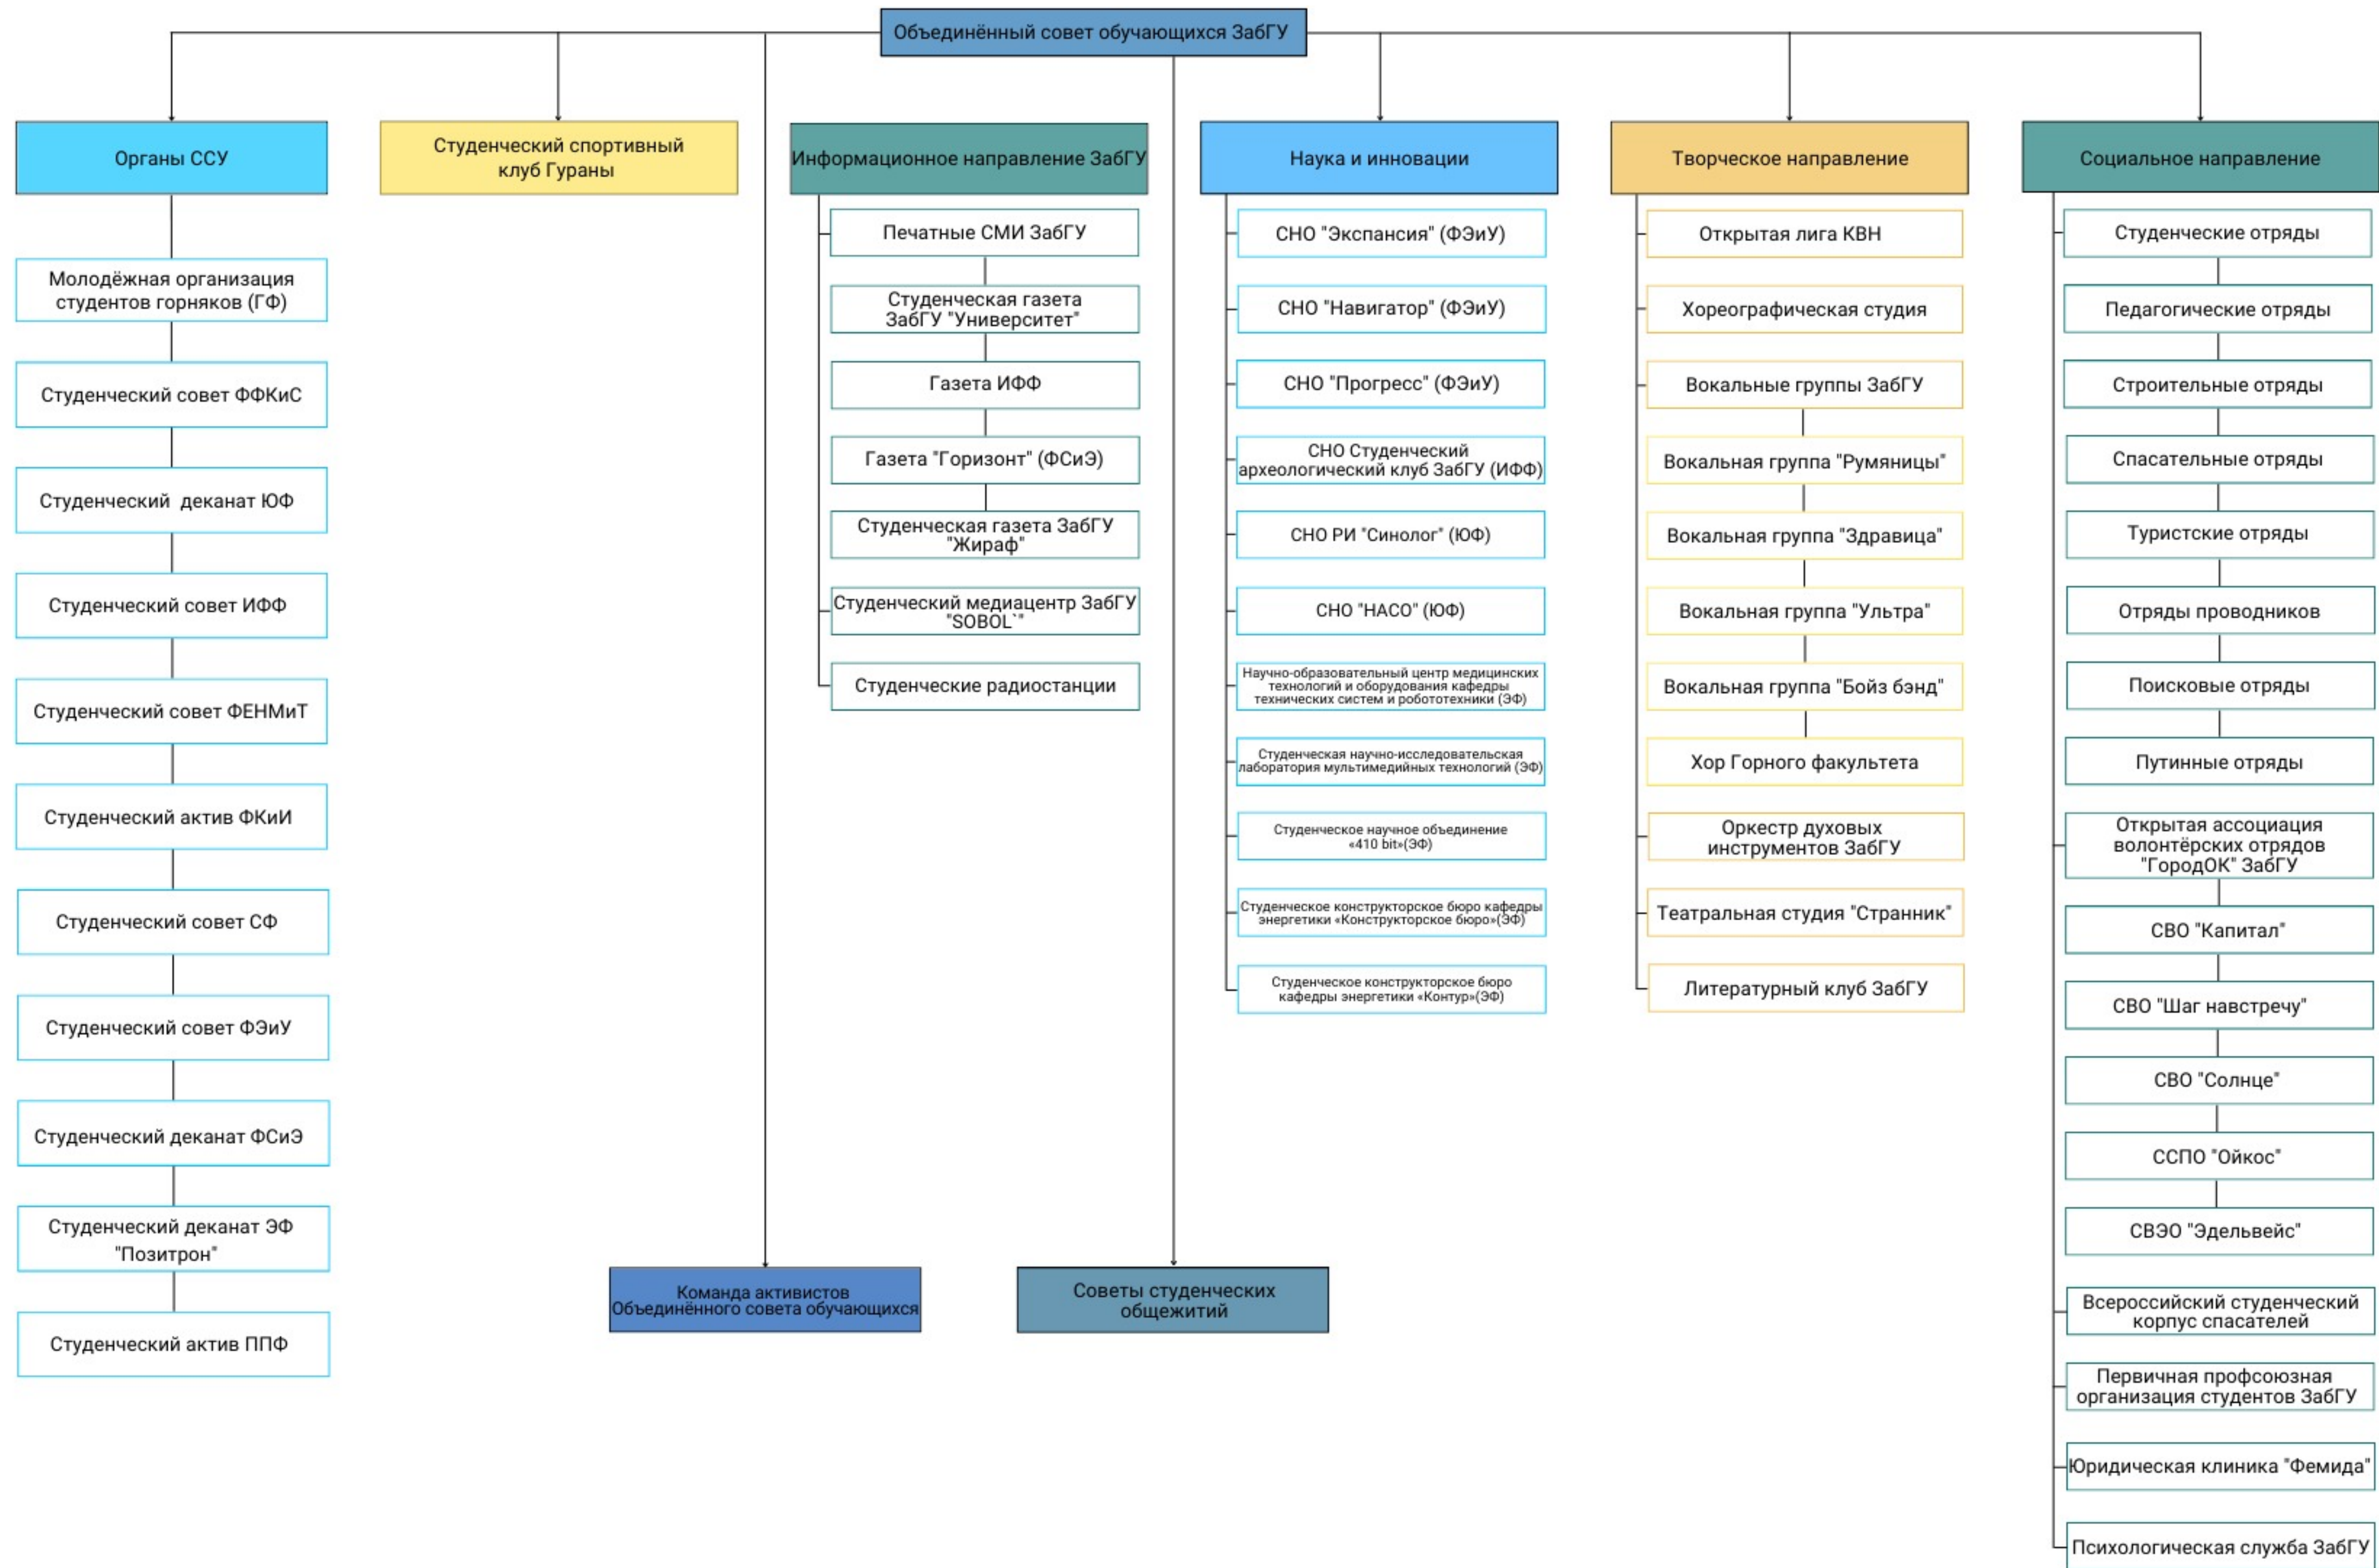 Объединённый совет обучающихся ЗабГУ
Органы ССУ
Молодёжная организация
студентов горняков (ГФ)
Студенческий совет ФФКиС
Студенческий деканат ЮФ
Студенческий совет ИФФ
Студенческий совет ФЕНМиТ
Студенческий актив ФКиИ
Студенческий совет СФ
Студенческий совет ФЭиУ
Студенческий деканат ФСиЭ
Студенческий деканат ЭФ
"Позитрон"
Студенческий актив ППФ
Студенческий спортивный
клуб Гураны
Команда активистов
Объединённого совета обучающихся
Информационное направление ЗабГУ
Печатные СМИ ЗабГУ
Студенческая газета
ЗабГУ "Университет"
Газета ИФФ
Газета "Горизонт" (ФСиЭ)
Студенческая газета ЗабГУ
"Жираф"
Студенческий медиацентр ЗабГУ
"SOBOL`"
Студенческие радиостанции
Советы студенческих
общежитий
Наука и инновации
СНО "Экспансия" (ФЭиУ)
СНО "Навигатор" (ФЭиУ)
СНО "Прогресс" (ФЭиУ)
СНО Студенческий
археологический клуб ЗабГУ (ИФФ)
СНО РИ "Синолог" (ЮФ)
СНО "НАСО" (ЮФ)
Научно-образовательный центр медицинских
технологий и оборудования кафедры
технических систем и робототехники (ЭФ)
Студенческая научно-исследовательская
лаборатория мультимедийных технологий (ЭФ)
Студенческое научное объединение
«410 bit»(ЭФ)
Студенческое конструкторское бюро кафедры
энергетики «Конструкторское бюро»(ЭФ)
Студенческое конструкторское бюро
кафедры энергетики «Контур»(ЭФ)
Творческое направление
Открытая лига КВН
Хореографическая студия
Вокальные группы ЗабГУ
Вокальная группа "Румяницы"
Вокальная группа "Здравица"
Вокальная группа "Ультра"
Вокальная группа "Бойз бэнд"
Хор Горного факультета
Оркестр духовых
инструментов ЗабГУ
Театральная студия "Странник"
Литературный клуб ЗабГУ
Социальное направление
Студенческие отряды
Педагогические отряды
Строительные отряды
Спасательные отряды
Туристские отряды
Отряды проводников
Поисковые отряды
Путинные отряды
Открытая ассоциация
волонтёрских отрядов
"ГородОК" ЗабГУ
СВО "Капитал"
СВО "Шаг навстречу"
СВО "Солнце"
ССПО "Ойкос"
СВЭО "Эдельвейс"
Всероссийский студенческий
корпус спасателей
Первичная профсоюзная
организация студентов ЗабГУ
Юридическая клиника "Фемида"
Психологическая служба ЗабГУ